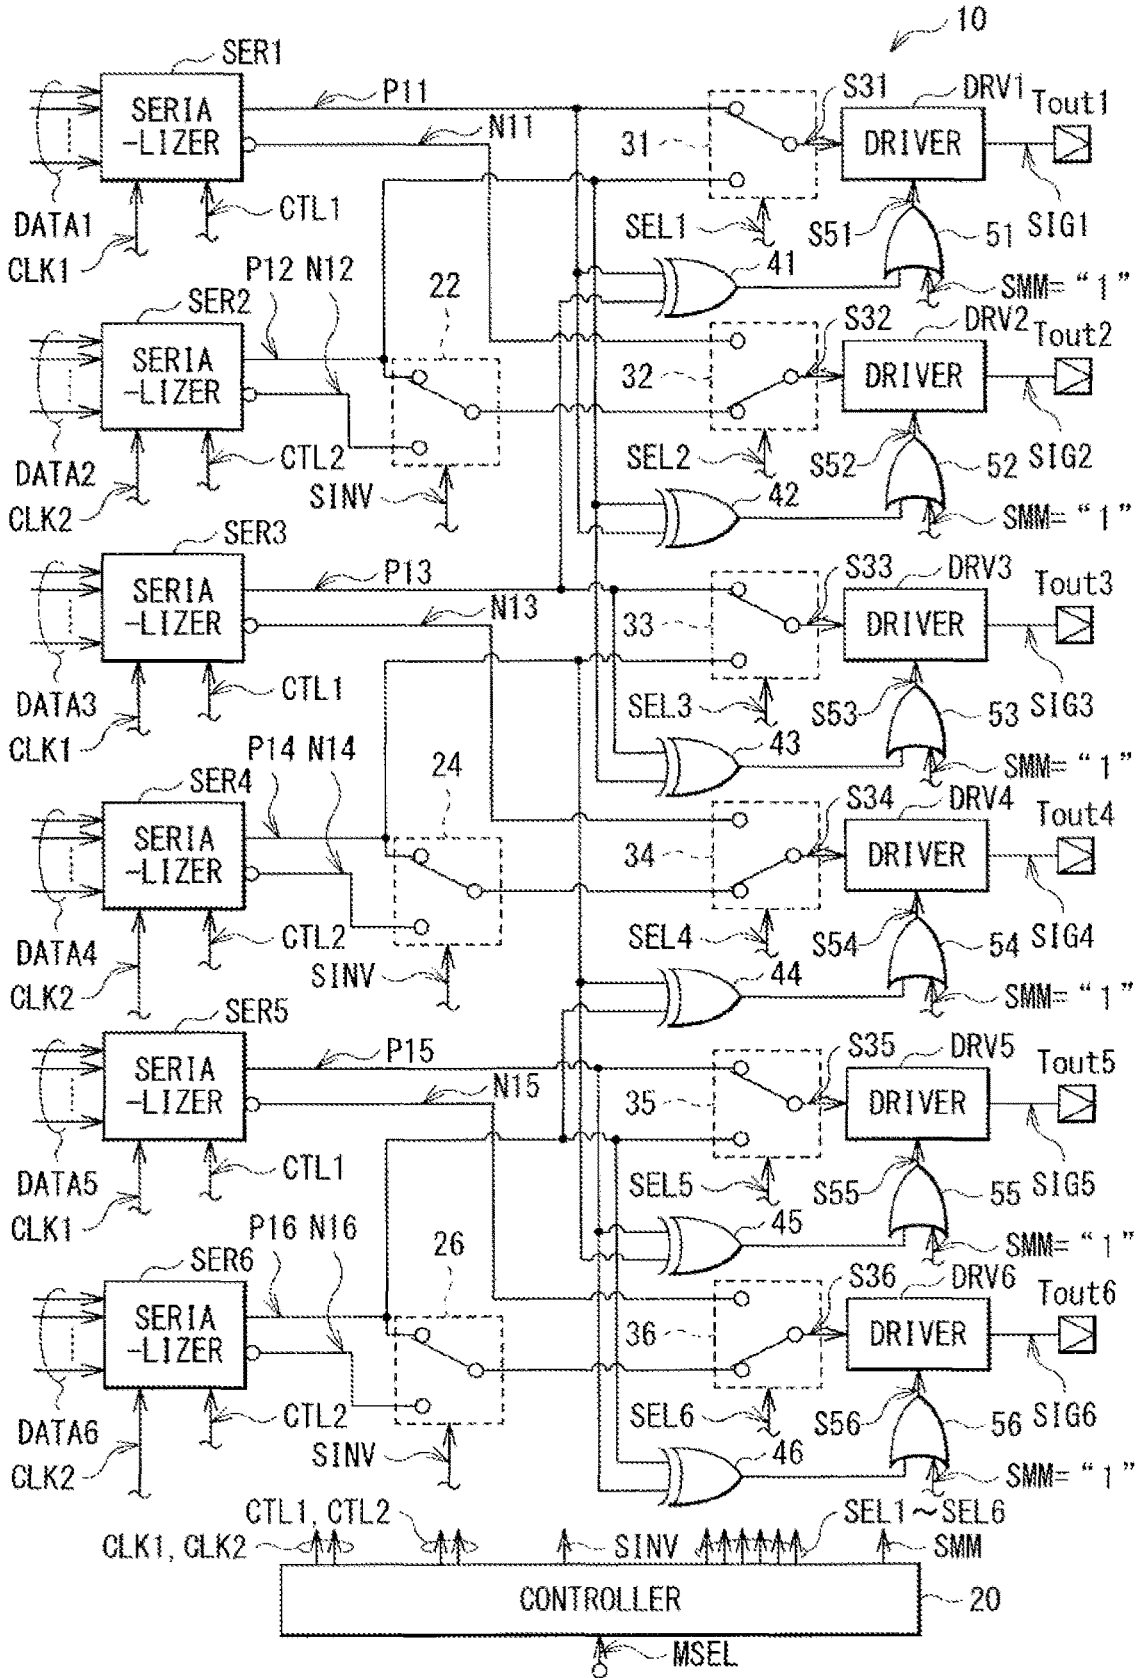 10
SER1
P11
S31
DRV1
Tout1
SERIA
-LIZER
N11
31
DRIVER
DATA1
CTL1
SEL1
S51
51
SIG1
CLK1
P12 N12
22
41
SMM= “1”
SER2
S32
DRV2
Tout2
SERIA
-LIZER
32
DRIVER
DATA2
CTL2
SEL2
S52
52
SIG2
CLK2
SINV
42
SMM= “1”
SER3
P13
S33
DRV3
Tout3
SERIA
-LIZER
N13
33
DRIVER
DATA3
CTL1
SEL3
S53
53
SIG3
CLK1
P14 N14
24
43
SMM= “1”
SER4
S34
DRV4
Tout4
SERIA
-LIZER
34
DRIVER
DATA4
CTL2
SEL4
S54
54
SIG4
CLK2
SINV
44
SMM= “1”
SER5
P15
S35
DRV5
Tout5
SERIA
-LIZER
N15
35
DRIVER
DATA5
CTL1
SEL5
S55
55
SIG5
CLK1
P16 N16
26
45
SMM= “1”
SER6
S36
DRV6
Tout6
SERIA
-LIZER
36
DRIVER
DATA6
CTL2
SEL6
S56
56
SIG6
CLK2
SINV
46
SMM= “1”
CTL1, CTL2
SEL1～SEL6
CLK1, CLK2
SINV
SMM
CONTROLLER
20
MSEL